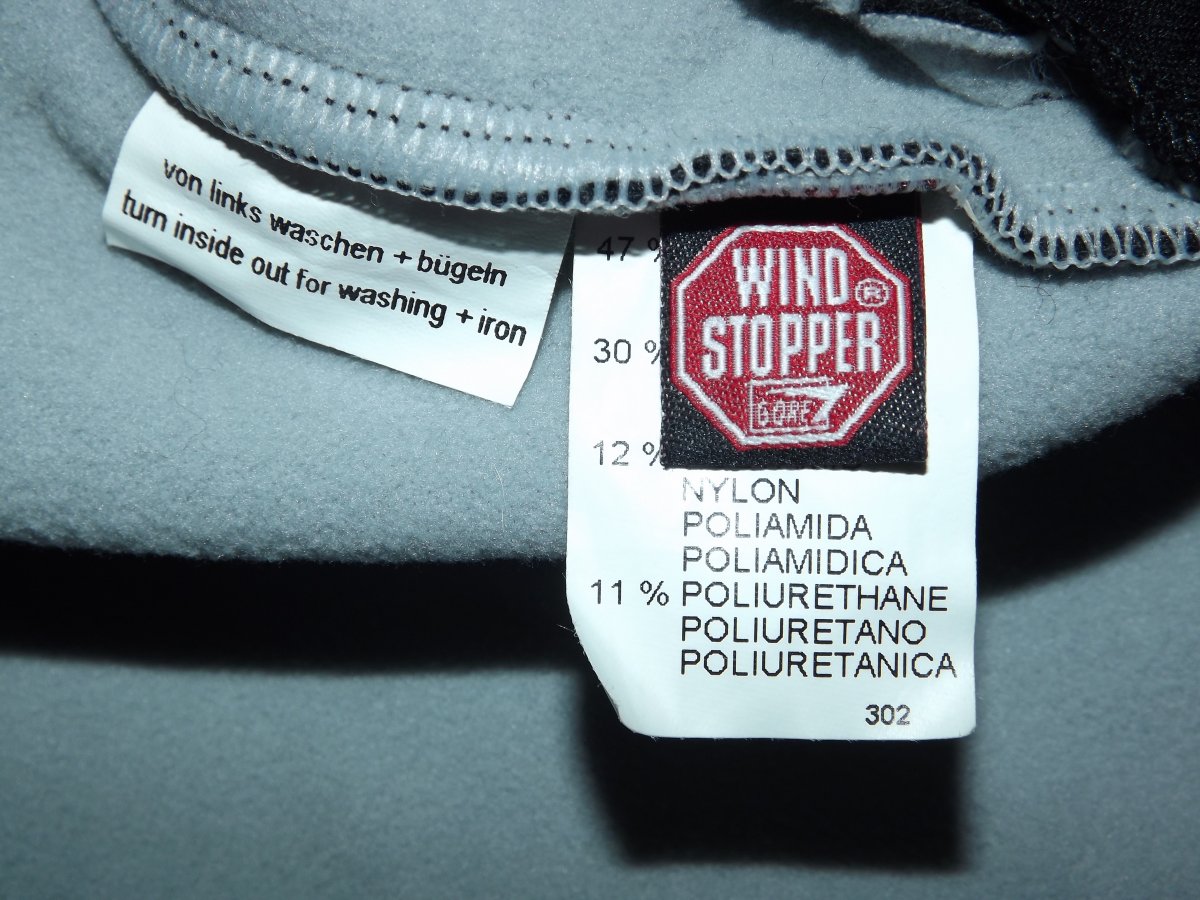 von links waschen + bügeln
turn inside out for washing + iron
47 %
WIND
STOPPER ®
GORE
30 %
12 %
NYLON
POLIAMIDA
POLIAMIDICA
11 % POLIURETHANE
POLIURETANO
POLIURETANICA
302